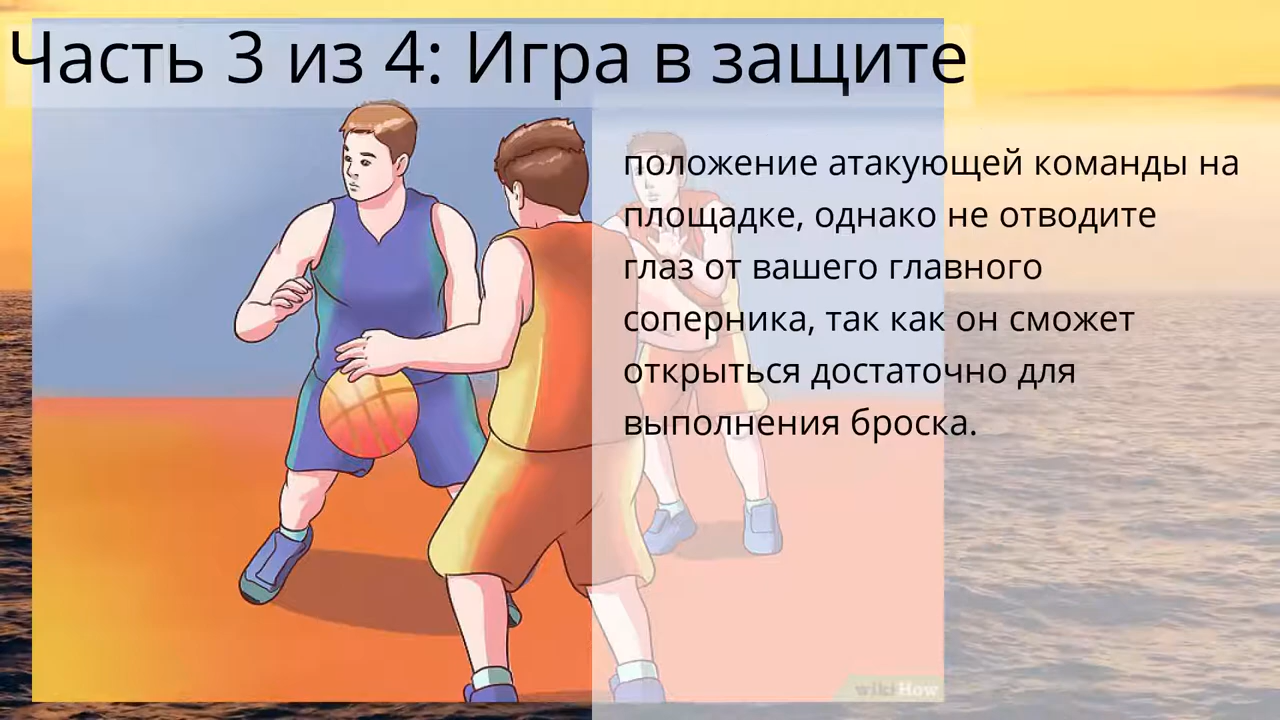 Часть 3 из 4: Игра в защите
положение атакующей команды на
площадке, однако не отводите
глаз от вашего главного
соперника, так как он сможет
открыться достаточно для
выполнения броска.
wikiHow